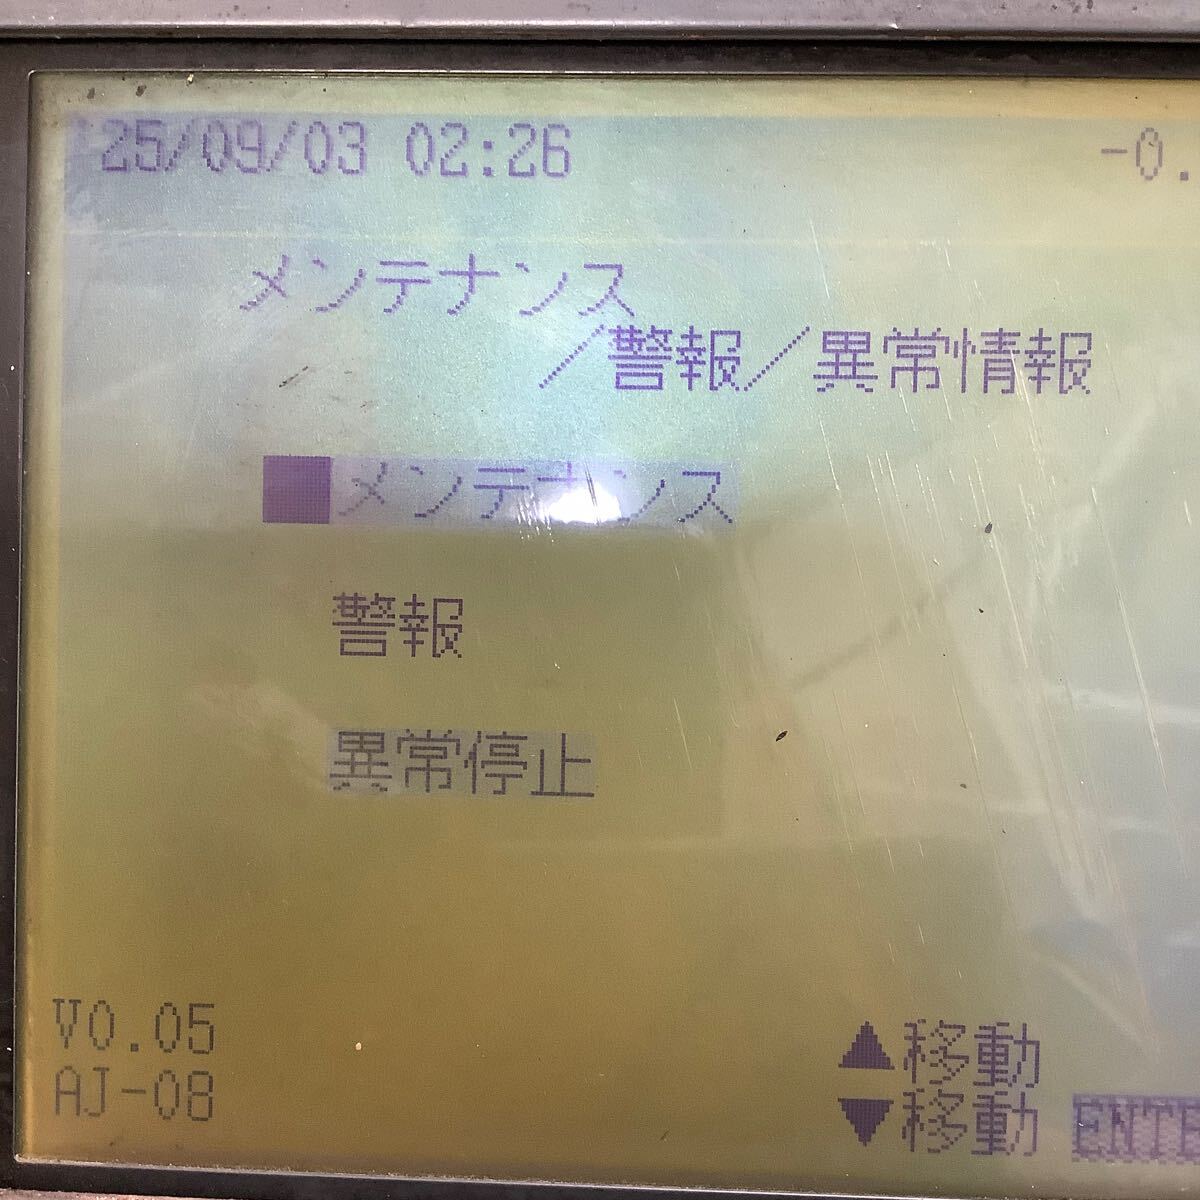 '25/09/03 02:26 -0.
メンテナンス
／警報／異常情報
■メンテナンス
警報
異常停止
V0.05
AJ-08
▲移動
▼移動